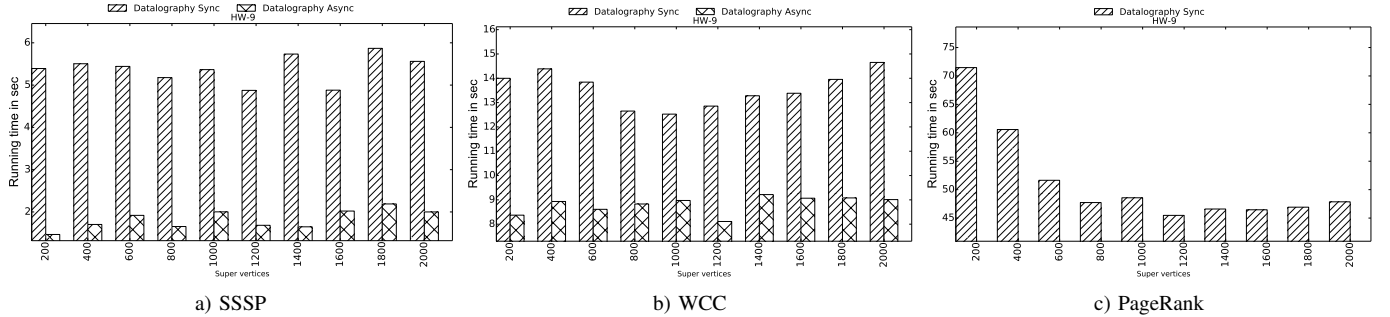 Datalography Sync Datalography Async
HW-9
Running time in sec
6
5
4
3
2
200 400 600 800 1000 1200 1400 1600 1800 2000
Super vertices
a) SSSP
Datalography Sync Datalography Async
HW-9
Running time in sec
16
15
14
13
12
11
10
9
8
200 400 600 800 1000 1200 1400 1600 1800 2000
Super vertices
b) WCC
Datalography Sync
HW-9
Running time in sec
75
70
65
60
55
50
45
200 400 600 800 1000 1200 1400 1600 1800 2000
Super vertices
c) PageRank